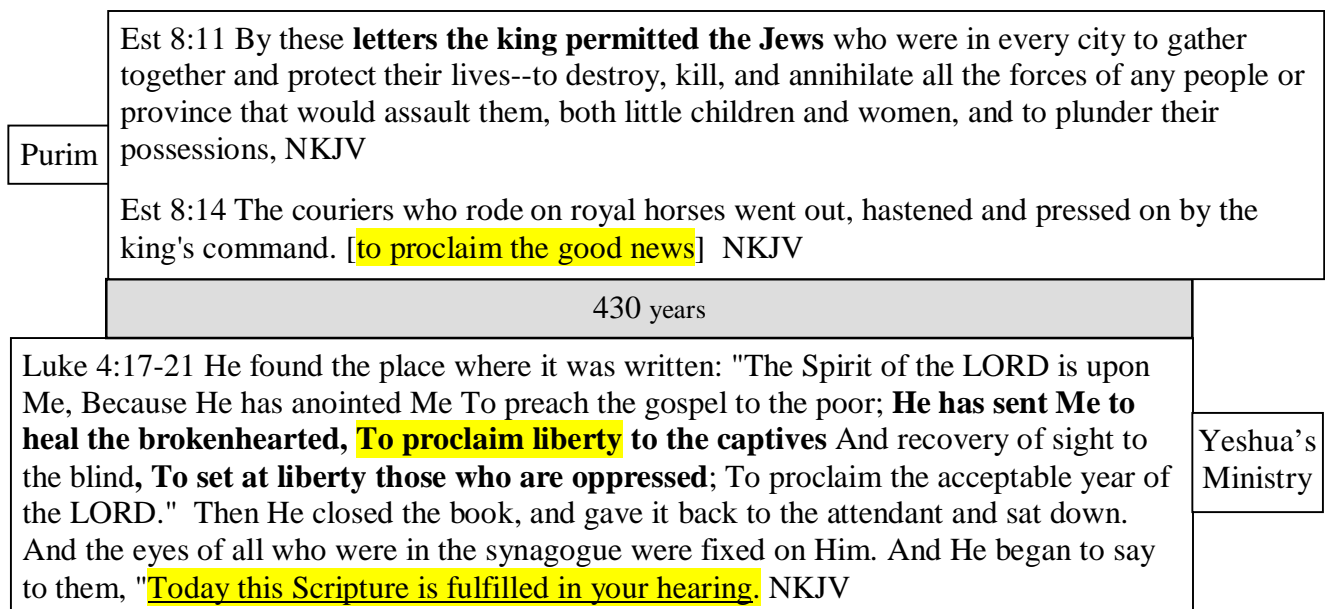 Est 8:11 By these letters the king permitted the Jews who were in every city to gather
together and protect their lives--to destroy, kill, and annihilate all the forces of any people or
province that would assault them, both little children and women, and to plunder their
possessions, NKJV
Purim
Est 8:14 The couriers who rode on royal horses went out, hastened and pressed on by the
king's command. [to proclaim the good news] NKJV
430 years
Luke 4:17-21 He found the place where it was written: "The Spirit of the LORD is upon
Me, Because He has anointed Me To preach the gospel to the poor; He has sent Me to
heal the brokenhearted, To proclaim liberty to the captives And recovery of sight to
the blind, To set at liberty those who are oppressed; To proclaim the acceptable year of
the LORD." Then He closed the book, and gave it back to the attendant and sat down.
And the eyes of all who were in the synagogue were fixed on Him. And He began to say
to them, "Today this Scripture is fulfilled in your hearing. NKJV
Yeshua's
Ministry